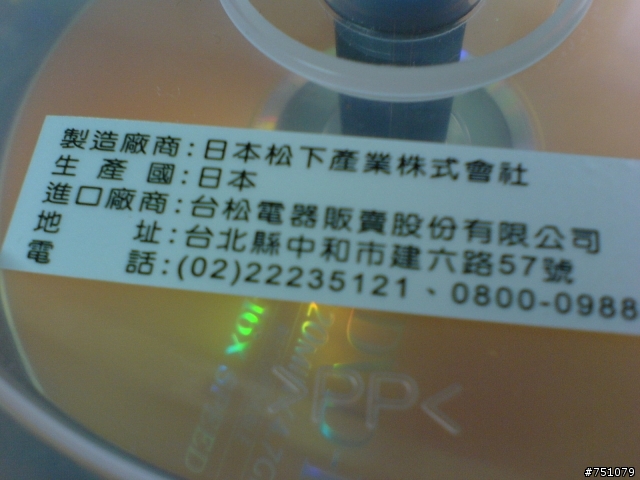 製造廠商:日本松下產業株式會社
生產國:日本
進口廠商:台松電器販賣股份有限公司
地址:台北縣中和市建六路57號
電話:(02)22235121、0800-0988
PP<
#751079